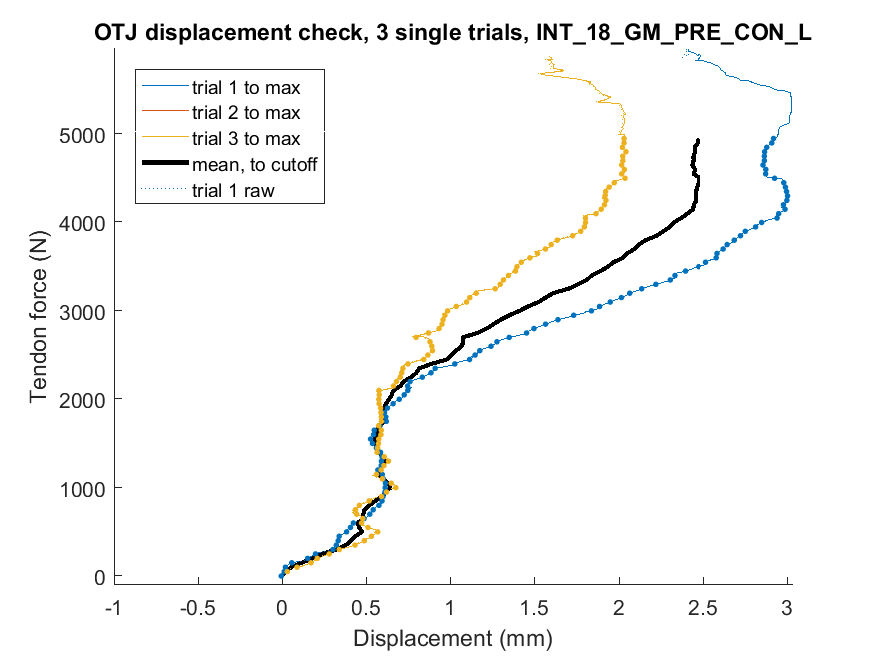 OTJ displacement check, 3 single trials, INT_18_GM_PRE_CON_L
trial 1 to max
trial 2 to max
trial 3 to max
mean, to cutoff
trial 1 raw
5000
4000
3000
2000
1000
0
Tendon force (N)
-1 -0.5 0 0.5 1 1.5 2 2.5 3
Displacement (mm)